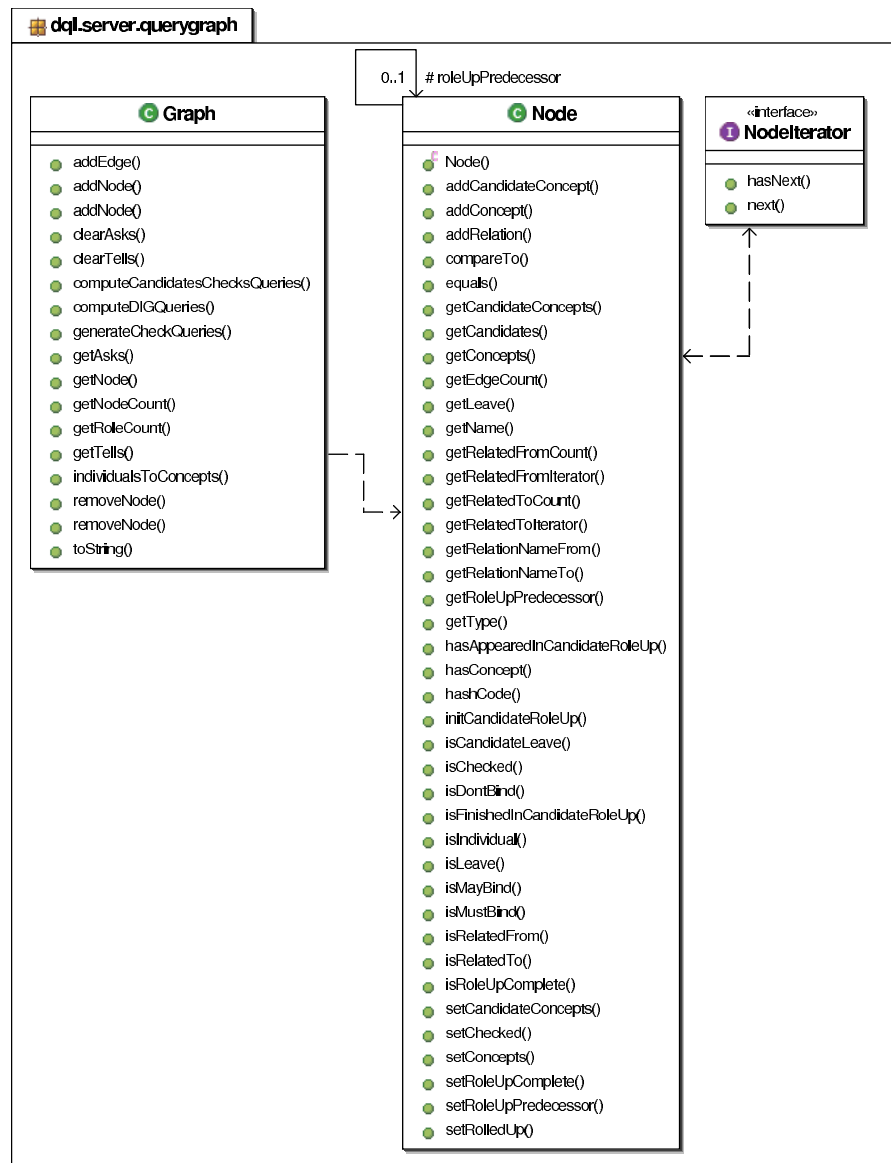 dql.server.querygraph
0..1 # roleUpPredecessor
C Graph
addEdge()
addNode()
addNode()
clearAsks()
clearTells()
computeCandidatesChecksQueries()
computeDIGQueries()
generateCheckQueries()
getAsks()
getNode()
getNodeCount()
getRoleCount()
getTells()
individualsToConcepts()
removeNode()
removeNode()
toString()
C Node
C Node()
addCandidateConcept()
addConcept()
addRelation()
compareTo()
equals()
getCandidateConcepts()
getCandidates()
getConcepts()
getEdgeCount()
getLeave()
getName()
getRelatedFromCount()
getRelatedFromIterator()
getRelatedToCount()
getRelatedToIterator()
getRelationNameFrom()
getRelationNameTo()
getRoleUpPredecessor()
getType()
hasAppearedInCandidateRoleUp()
hasConcept()
hashCode()
initCandidateRoleUp()
isCandidateLeave()
isChecked()
isDontBind()
isFinishedInCandidateRoleUp()
isIndividual()
isLeave()
isMayBind()
isMustBind()
isRelatedFrom()
isRelatedTo()
isRoleUpComplete()
setCandidateConcepts()
setChecked()
setConcepts()
setRoleUpComplete()
setRoleUpPredecessor()
setRolledUp()
«interface»
I NodeIterator
hasNext()
next()